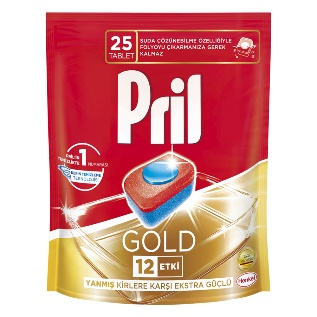 25
TABLET
SUDA ÇÖZÜNEBİLME ÖZELLİĞİYLE
FOLYOYU ÇIKARMANIZA GEREK
KALMAZ
Pril
1
NUMARASI
GOLD
12 ETKİ
YANMIŞ KİRLERE KARŞI EKSTRA GÜÇLÜ
Henkel